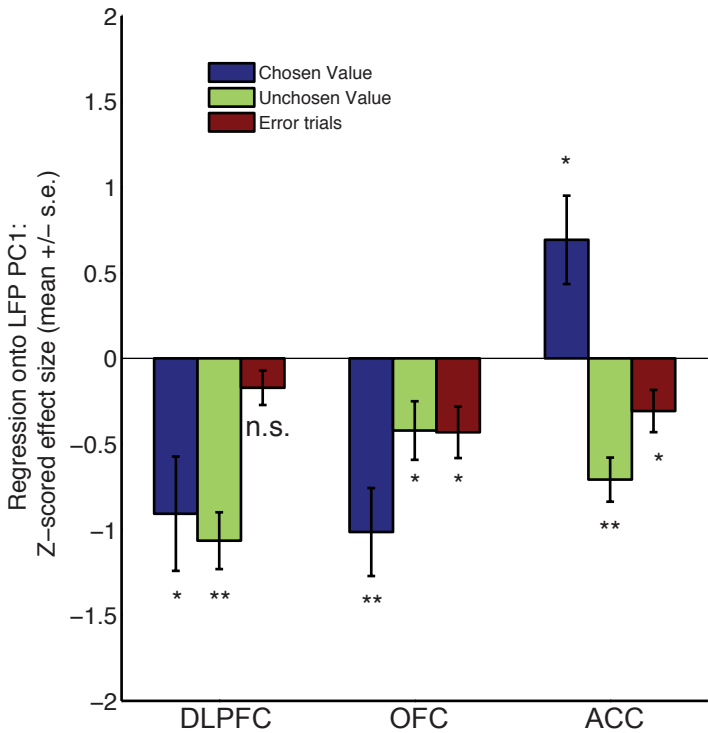 Regression onto LFP PC1:
Z−scored effect size (mean +/− s.e.)
2
1.5
1
0.5
0
−0.5
−1
−1.5
−2
Chosen Value
Unchosen Value
Error trials
*
**
n.s.
**
*
*
*
**
*
DLPFC
OFC
ACC